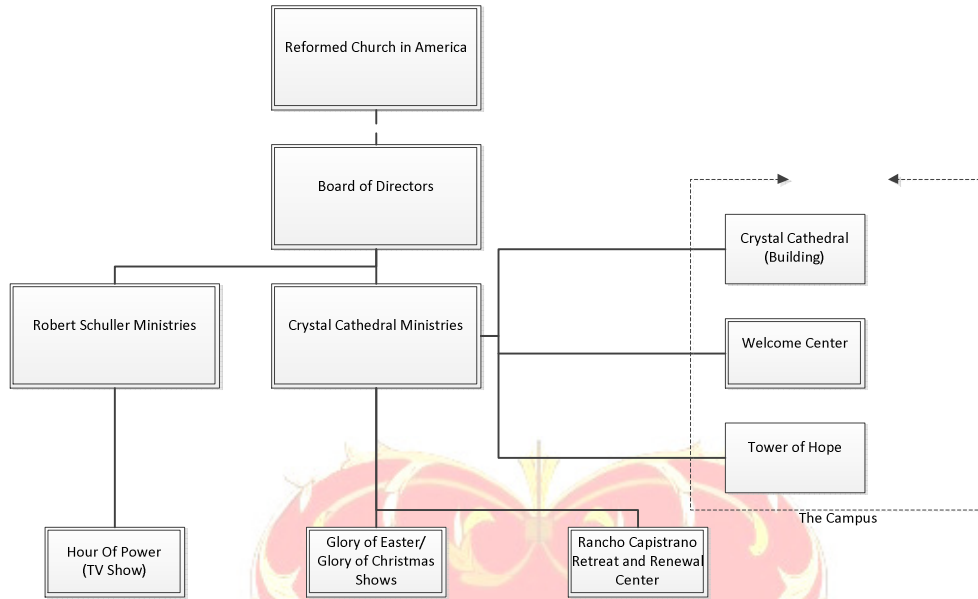 Reformed Church in America
Board of Directors
Robert Schuller Ministries
Crystal Cathedral Ministries
Crystal Cathedral
(Building)
Welcome Center
Tower of Hope
The Campus
Hour Of Power
(TV Show)
Glory of Easter/
Glory of Christmas
Shows
Rancho Capistrano
Retreat and Renewal
Center